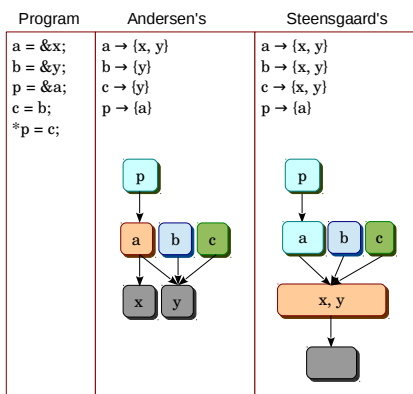 Program
Andersen's
Steensgaard's
a = &x;
b = &y;
p = &a;
c = b;
*p = c;
a → {x, y}
b → {y}
c → {y}
p → {a}
a → {x, y}
b → {x, y}
c → {x, y}
p → {a}
p
a b c
x y
p
a b c
x, y